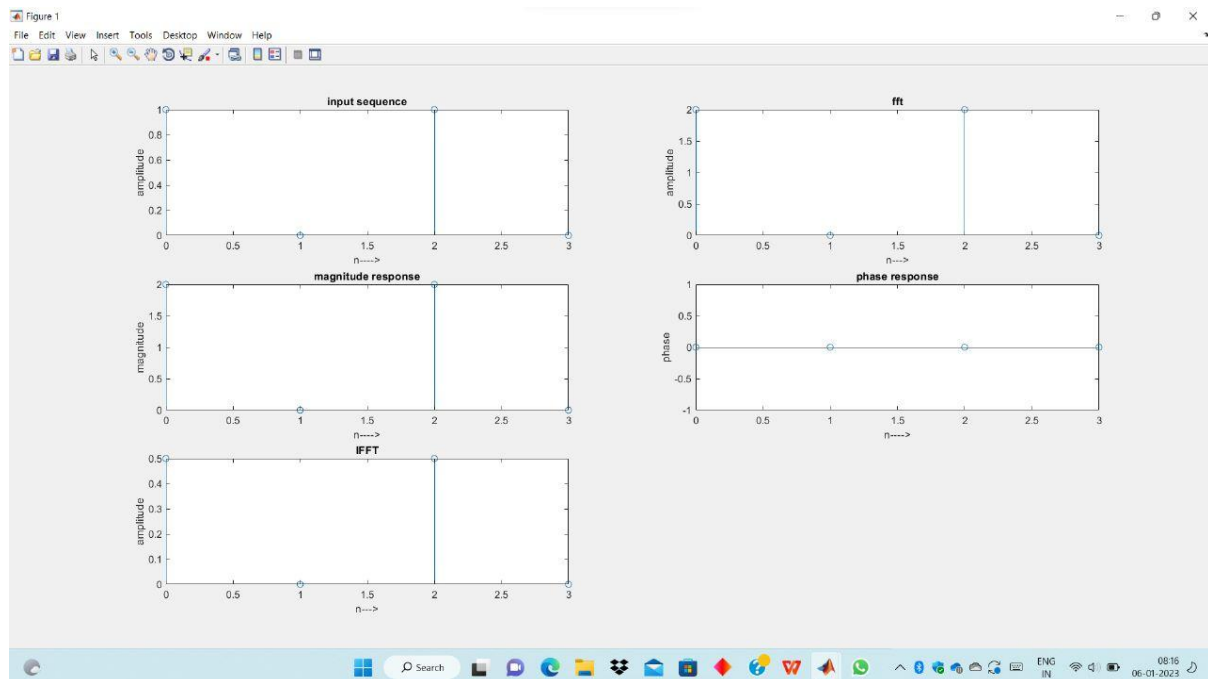 Figure 1
File Edit View Insert Tools Desktop Window Help
input sequence
amplitude
1
0.8
0.6
0.4
0.2
0
0 0.5 1 1.5 2 2.5 3
n---->
fft
amplitude
2
1.5
1
0.5
0
0 0.5 1 1.5 2 2.5 3
n---->
magnitude response
magnitude
2
1.5
1
0.5
0
0 0.5 1 1.5 2 2.5 3
n---->
phase response
phase
1
0.5
0
-0.5
-1
0 0.5 1 1.5 2 2.5 3
n---->
IFFT
amplitude
0.5
0.4
0.3
0.2
0.1
0
0 0.5 1 1.5 2 2.5 3
n--->
Search
ENG
IN
08:16
06-01-2023